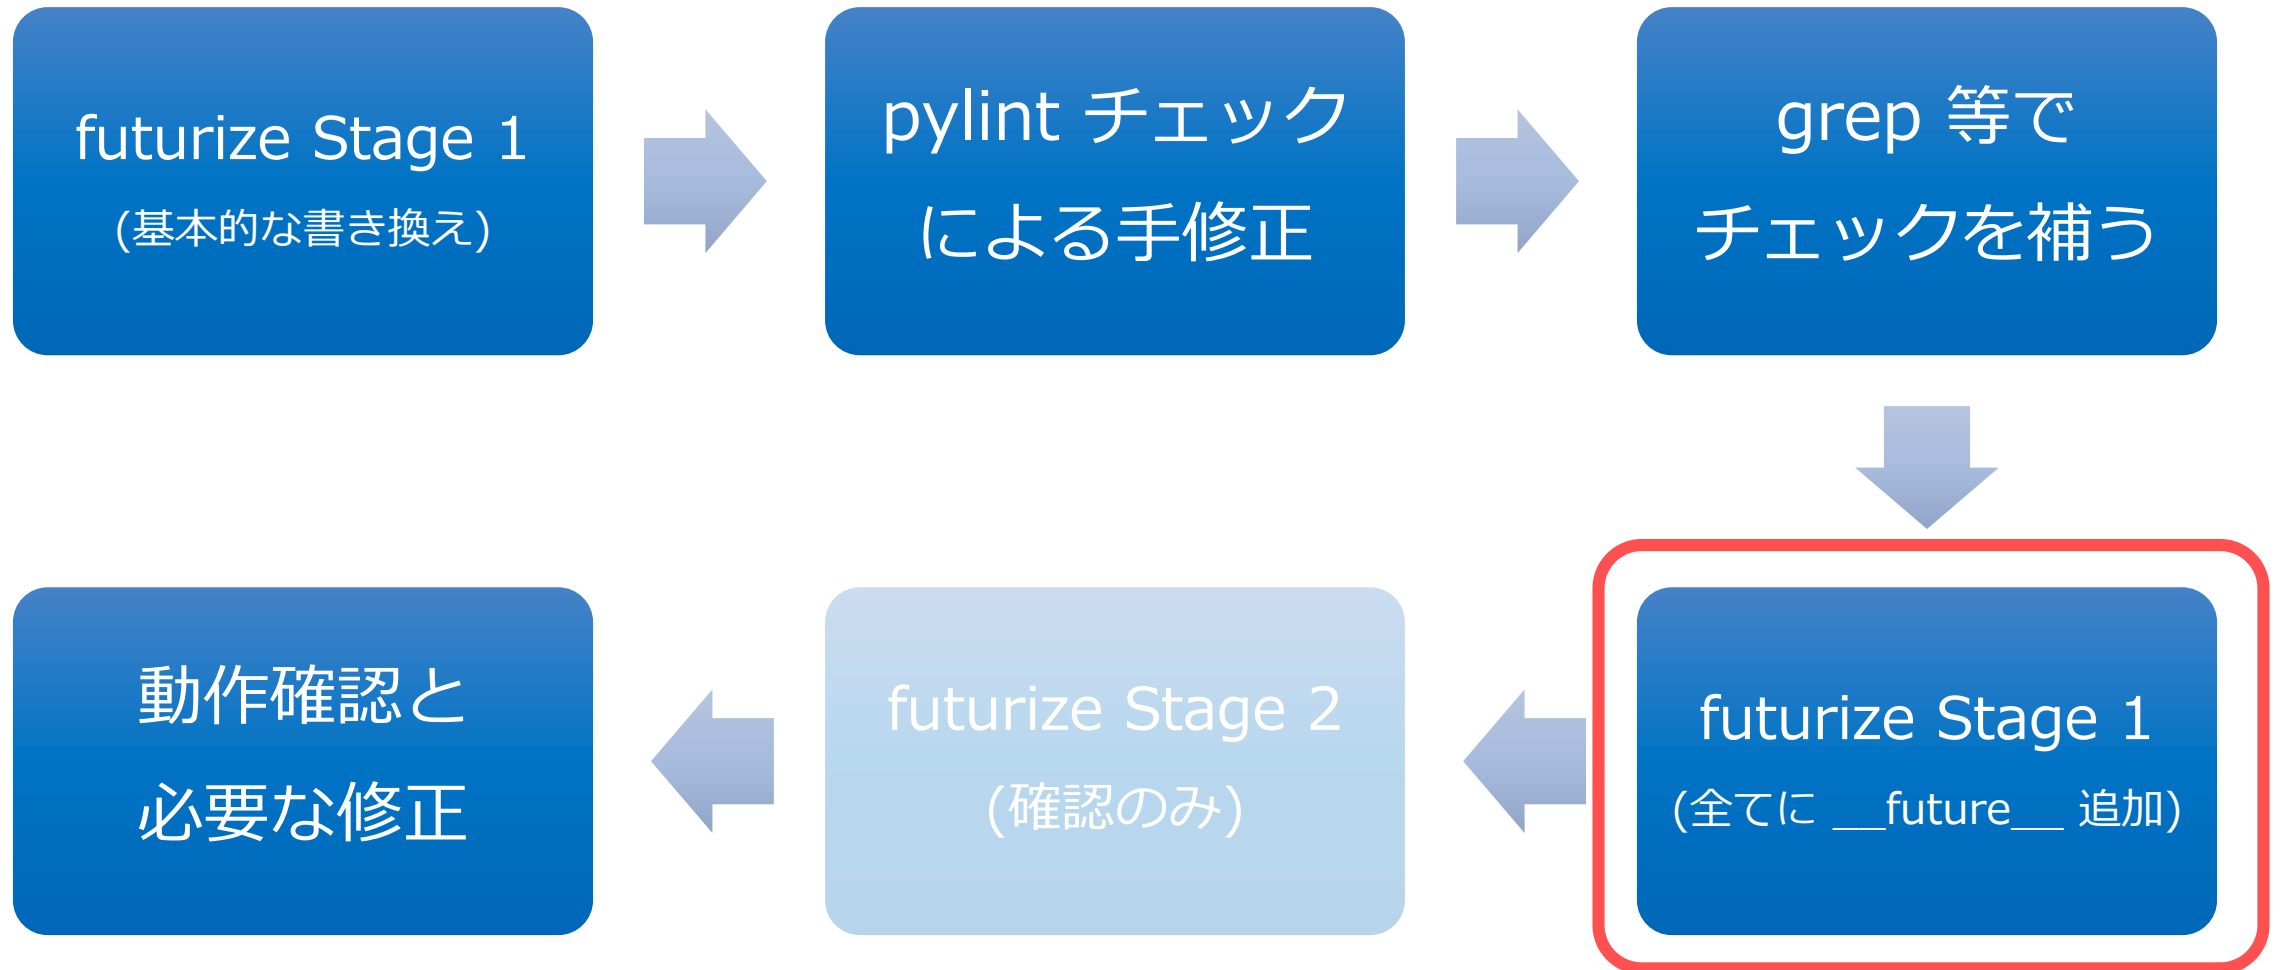 futurize Stage 1
(基本的な書き換え)
pylint チェック
による手修正
grep 等で
チェックを補う
futurize Stage 1
(全てに __future__ 追加)
futurize Stage 2
(確認のみ)
動作確認と
必要な修正